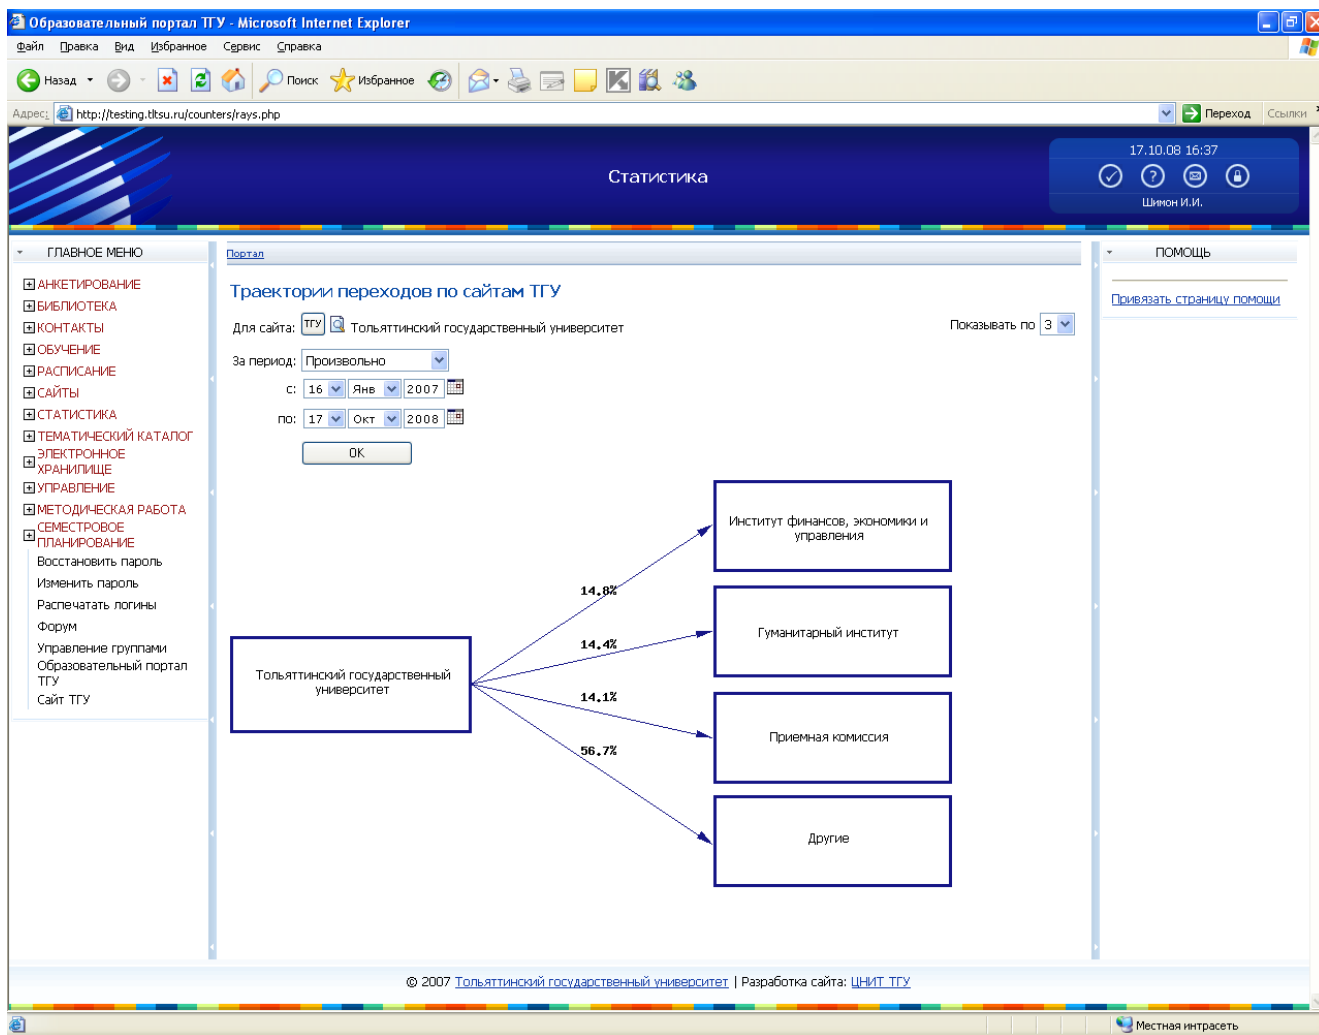 Образовательный портал ТГУ - Microsoft Internet Explorer
Файл Правка Вид Избранное Сервис Справка
Назад Поиск Избранное
Адрес: http://testing.tltsu.ru/counters/rays.php Переход Ссылки
Статистика
17.10.08 16:37
Шимон И.И.
ГЛАВНОЕ МЕНЮ
АНКЕТИРОВАНИЕ
БИБЛИОТЕКА
КОНТАКТЫ
ОБУЧЕНИЕ
РАСПИСАНИЕ
САЙТЫ
СТАТИСТИКА
ТЕМАТИЧЕСКИЙ КАТАЛОГ
ЭЛЕКТРОННОЕ
ХРАНИЛИЩЕ
УПРАВЛЕНИЕ
МЕТОДИЧЕСКАЯ РАБОТА
СЕМЕСТРОВОЕ
ПЛАНИРОВАНИЕ
Восстановить пароль
Изменить пароль
Распечатать логины
Форум
Управление группами
Образовательный портал
ТГУ
Сайт ТГУ
Портал
Траектории переходов по сайтам ТГУ
Для сайта: ТГУ Тольяттинский государственный университет
Показывать по 3
За период: Произвольно
с: 16 Янв 2007
по: 17 Окт 2008
OK
Тольяттинский государственный
университет
14.8%
14.4%
14.1%
56.7%
Институт финансов, экономики и
управления
Гуманитарный институт
Приемная комиссия
Другие
ПОМОЩЬ
Привязать страницу помощи
© 2007 Тольяттинский государственный университет | Разработка сайта: ЦНИТ ТГУ
Местная интрасеть